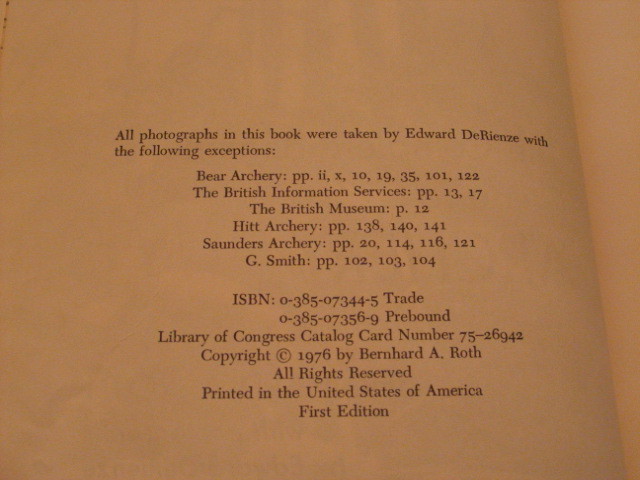 All photographs in this book were taken by Edward DeRienze with
the following exceptions:
Bear Archery: pp. ii, x, 10, 19, 35, 101, 122
The British Information Services: pp. 13, 17
The British Museum: p. 12
Hitt Archery: pp. 138, 140, 141
Saunders Archery: pp. 20, 114, 116, 121
G. Smith: pp. 102, 103, 104
ISBN: 0-385-07344-5 Trade
0-385-07356-9 Prebound
Library of Congress Catalog Card Number 75–26942
Copyright © 1976 by Bernhard A. Roth
All Rights Reserved
Printed in the United States of America
First Edition